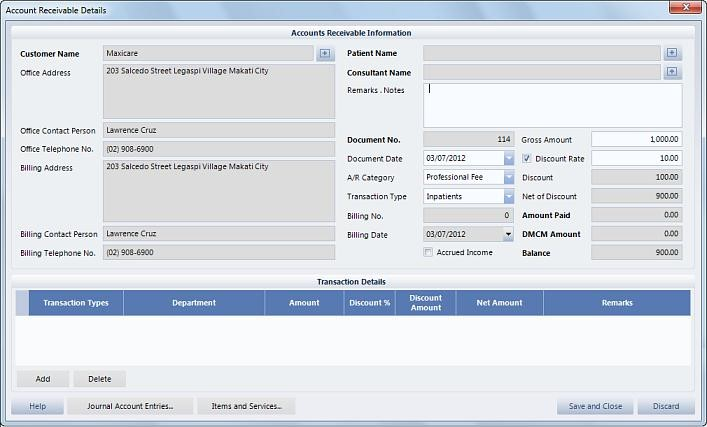 Account Receivable Details
Accounts Receivable Information
Customer Name Maxicare
Office Address 203 Salcedo Street Legaspi Village Makati City
Office Contact Person Lawrence Cruz
Office Telephone No. (02) 908-6900
Billing Address 203 Salcedo Street Legaspi Village Makati City
Billing Contact Person Lawrence Cruz
Billing Telephone No. (02) 908-6900
Patient Name
Consultant Name
Remarks . Notes
Document No. 114
Document Date 03/07/2012
A/R Category Professional Fee
Transaction Type Inpatients
Billing No. 0
Billing Date 03/07/2012
Accrued Income
Gross Amount 1,000.00
Discount Rate 10.00
Discount 100.00
Net of Discount 900.00
Amount Paid 0.00
DMCM Amount 0.00
Balance 900.00
Transaction Details
Transaction Types Department Amount Discount % Discount Amount Net Amount Remarks
Add Delete
Help Journal Account Entries... Items and Services... Save and Close Discard